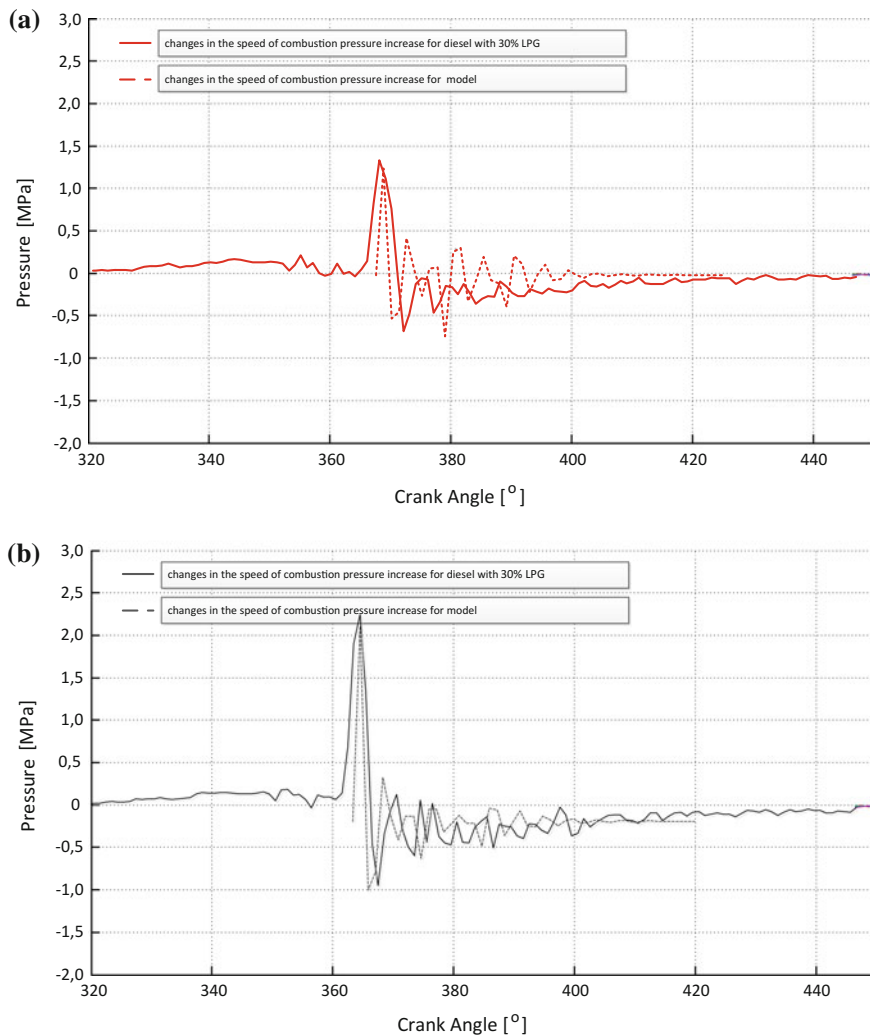 (a)
3,0
2,5
2,0
1,5
1,0
0,5
0
-0,5
-1,0
-1,5
-2,0
Pressure [MPa]
changes in the speed of combustion pressure increase for diesel with 30% LPG
changes in the speed of combustion pressure increase for model
320 340 360 380 400 420 440
Crank Angle [o]
(b)
3,0
2,5
2,0
1,5
1,0
0,5
0
-0,5
-1,0
-1,5
-2,0
Pressure [MPa]
changes in the speed of combustion pressure increase for diesel with 30% LPG
changes in the speed of combustion pressure increase for model
320 340 360 380 400 420 440
Crank Angle [o]